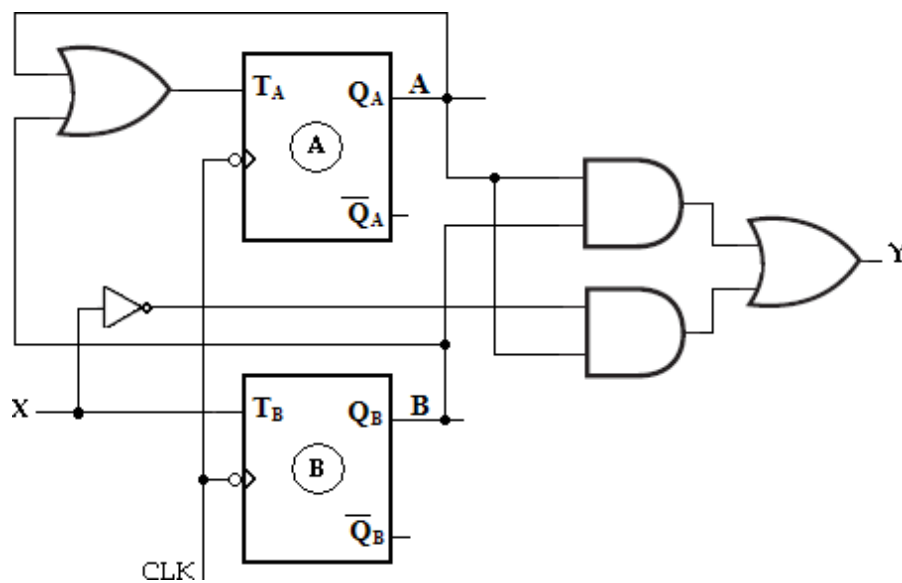 T_A Q_A A
A
Q̅_A
Y
X T_B Q_B B
B
Q̅_B
CLK